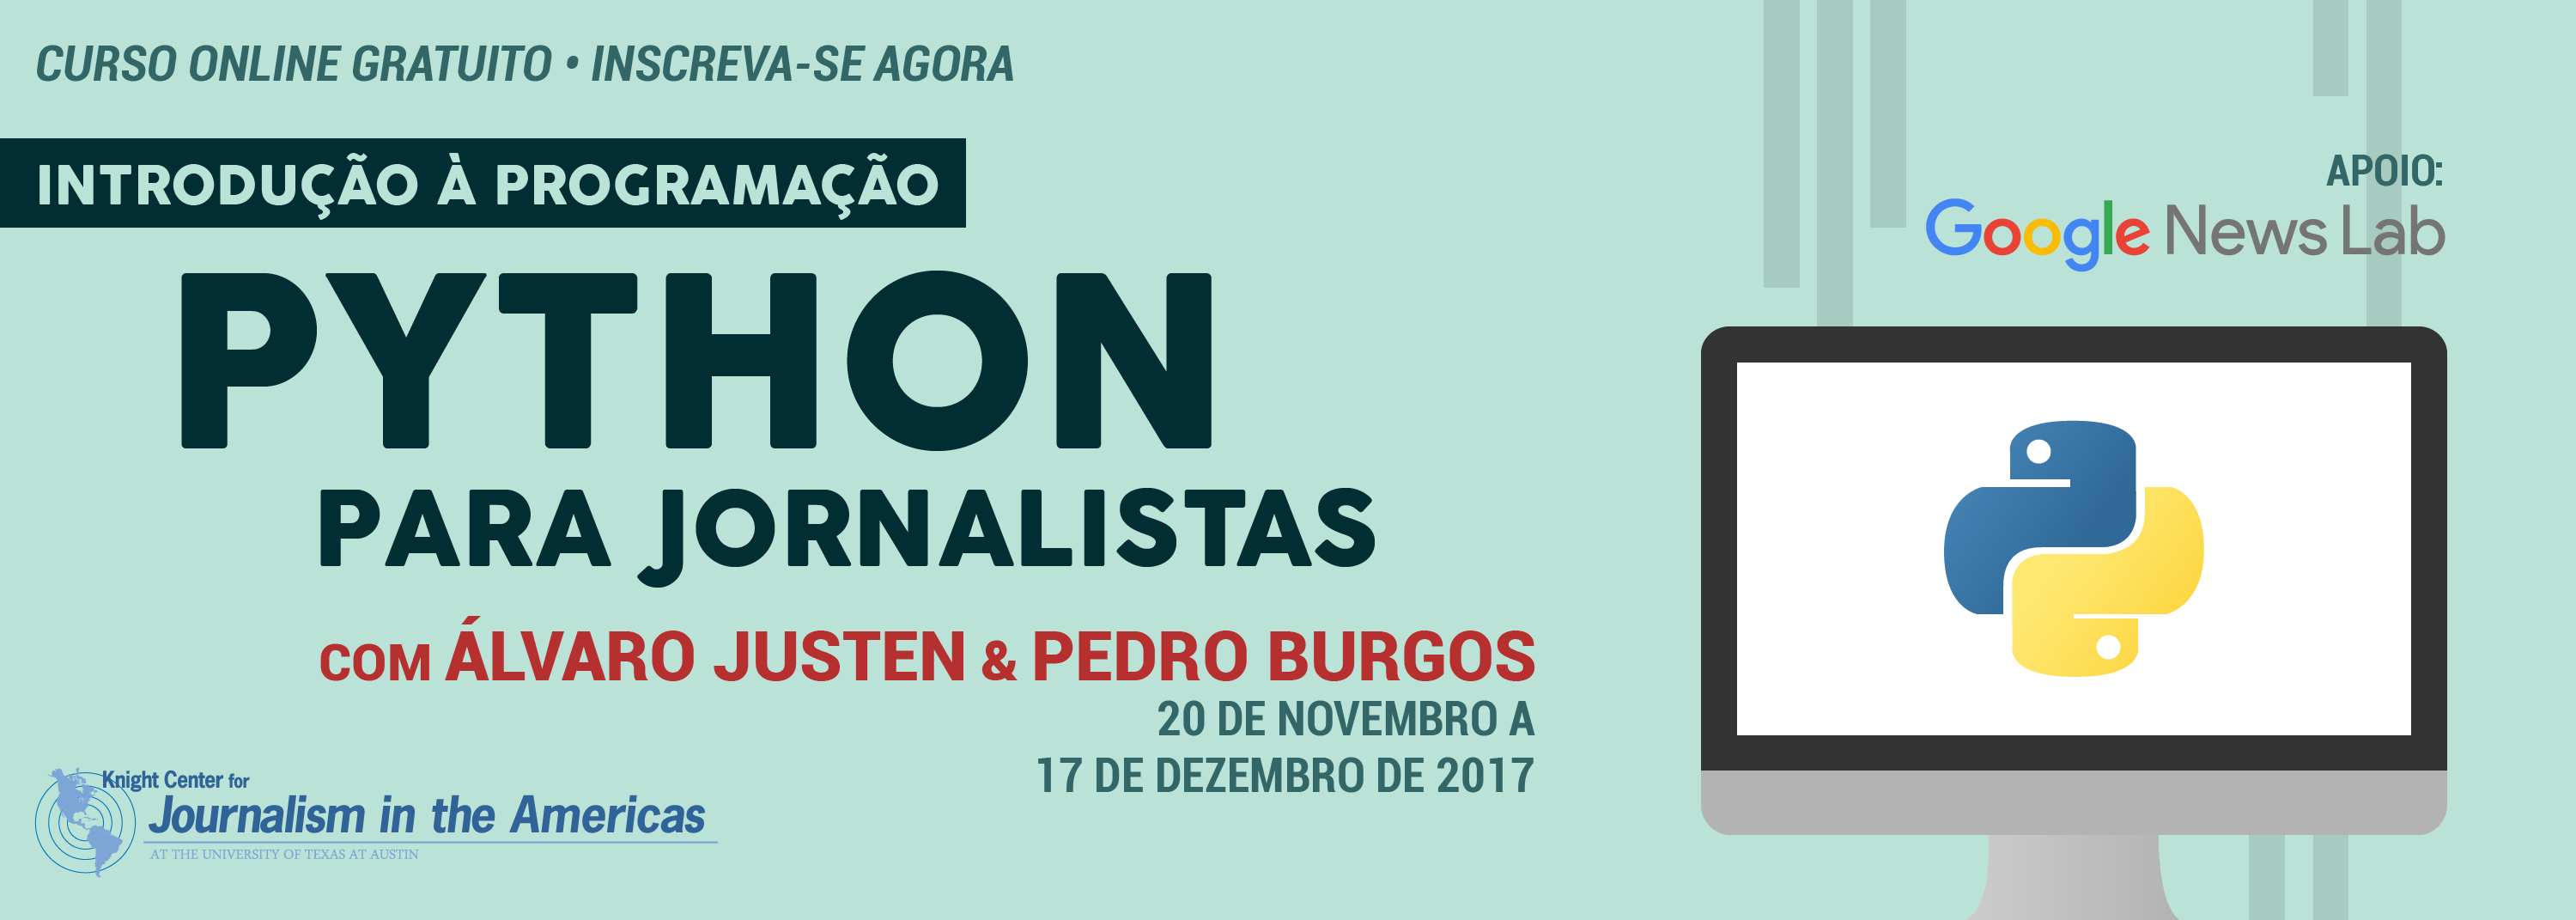 CURSO ONLINE GRATUITO • INSCREVA-SE AGORA
INTRODUÇÃO À PROGRAMAÇÃO
PYTHON
PARA JORNALISTAS
COM ÁLVARO JUSTEN & PEDRO BURGOS
20 DE NOVEMBRO A
17 DE DEZEMBRO DE 2017
APOIO:
Google News Lab
Knight Center for
Journalism in the Americas
AT THE UNIVERSITY OF TEXAS AT AUSTIN